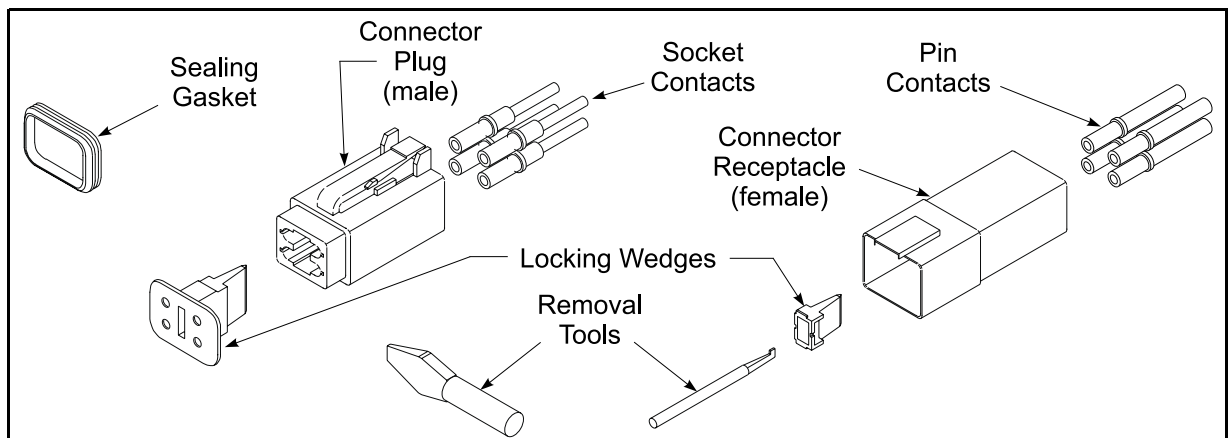 Sealing
Gasket
Connector
Plug
(male)
Socket
Contacts
Pin
Contacts
Connector
Receptacle
(female)
Locking Wedges
Removal
Tools